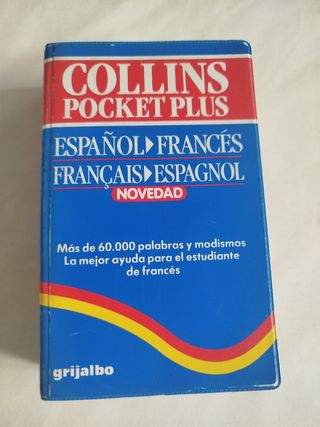 COLLINS
POCKET PLUS
ESPAÑOL▶FRANCÉS
FRANÇAIS▶ESPAGNOL
NOVEDAD
Más de 60.000 palabras y modismos
La mejor ayuda para el estudiante
de francés
grijalbo